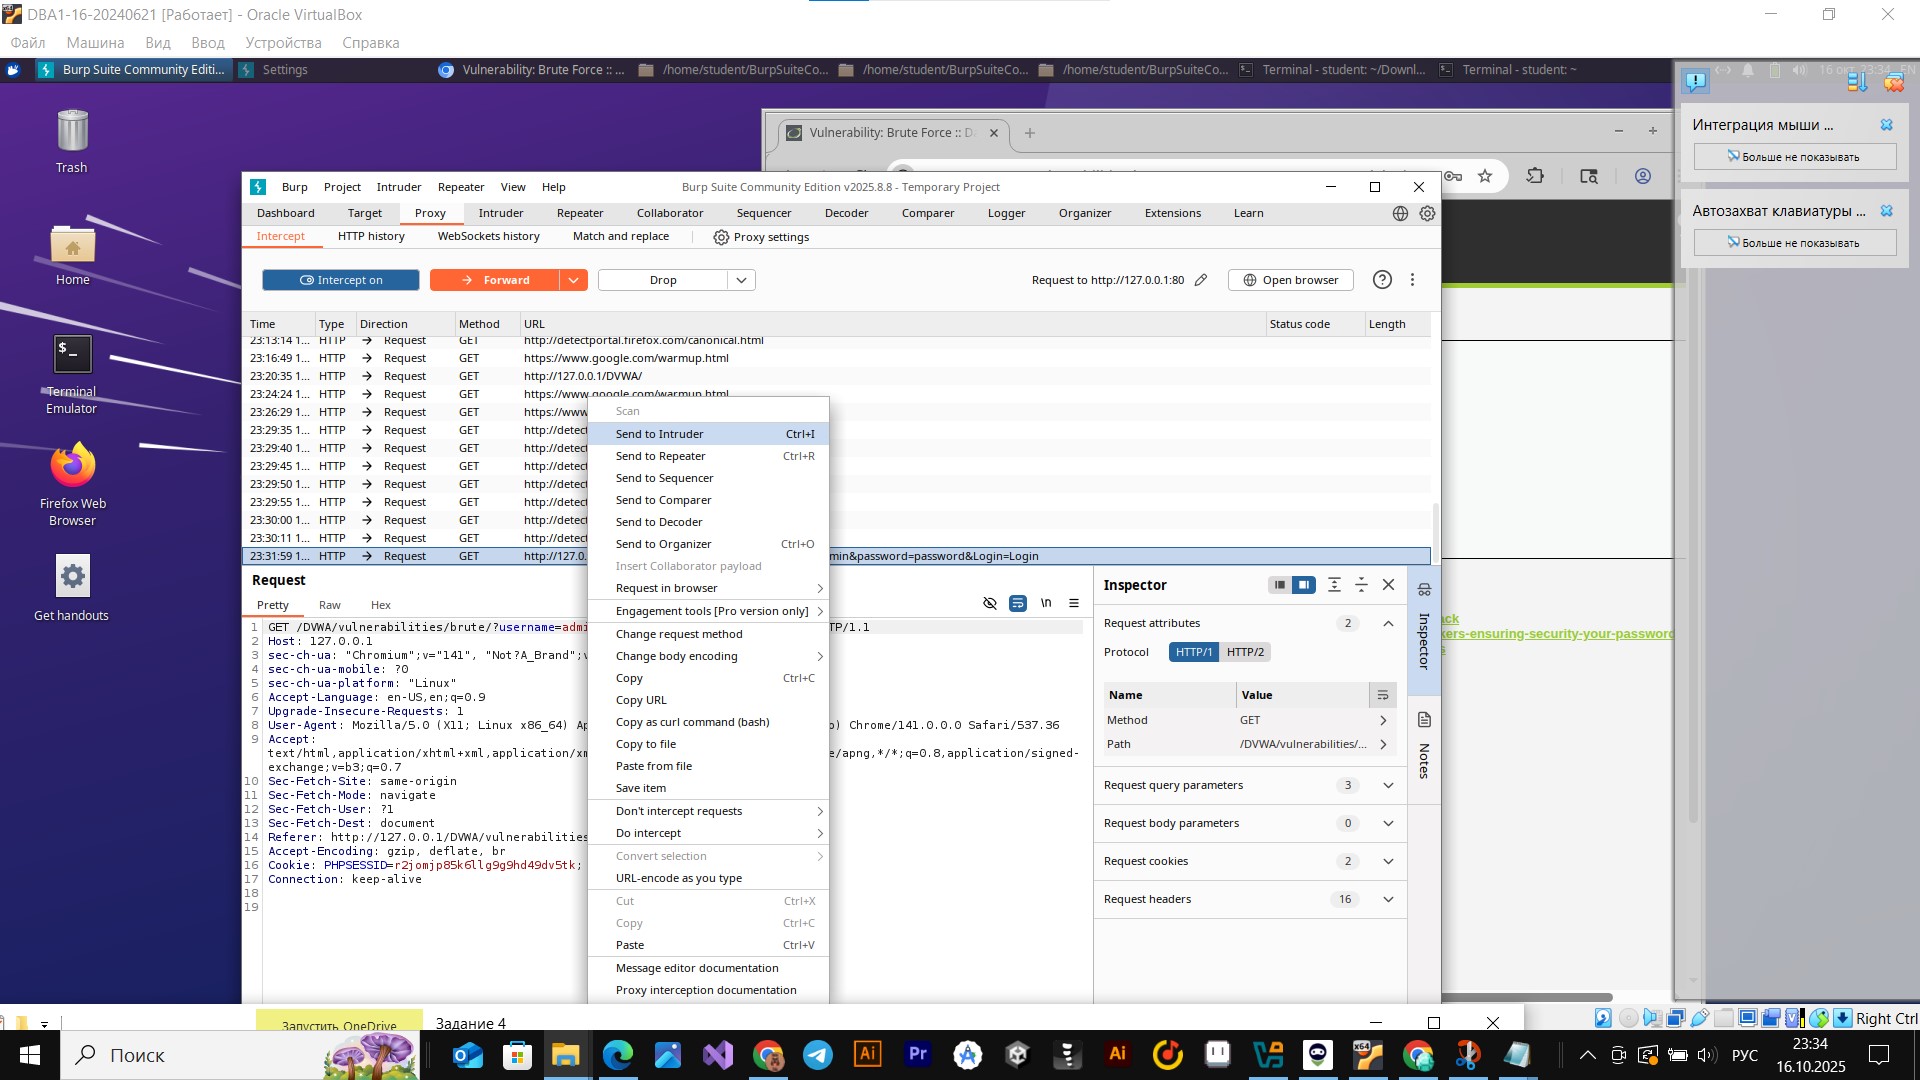 DBA1-16-20240621 [Работает] - Oracle VirtualBox
Файл Машина Вид Ввод Устройства Справка
Burp Suite Community Editi... Settings Vulnerability: Brute Force :: ... /home/student/BurpSuiteCo... /home/student/BurpSuiteCo... /home/student/BurpSuiteCo... Terminal - student: ~/Downl... Terminal - student: ~ 16 окт, 23:34 EN
Trash
Home
Terminal
Emulator
Firefox Web
Browser
Get handouts
Vulnerability: Brute Force :: D
Интеграция мыши ...
Больше не показывать
Автозахват клавиатуры ...
Больше не показывать
Burp Project Intruder Repeater View Help Burp Suite Community Edition v2025.8.8 - Temporary Project
Dashboard Target Proxy Intruder Repeater Collaborator Sequencer Decoder Comparer Logger Organizer Extensions Learn
Intercept HTTP history WebSockets history Match and replace Proxy settings
Intercept on Forward Drop Request to http://127.0.0.1:80 Open browser
Time Type Direction Method URL Status code Length
23:13:14 1... HTTP Request GET http://detectportal.firefox.com/canonical.html
23:16:49 1... HTTP Request GET https://www.google.com/warmup.html
23:20:35 1... HTTP Request GET http://127.0.0.1/DVWA/
23:24:24 1... HTTP Request GET https://www.google.com/warmup.html
23:26:29 1... HTTP Request GET https://www
23:29:35 1... HTTP Request GET http://detect
23:29:40 1... HTTP Request GET http://detect
23:29:45 1... HTTP Request GET http://detect
23:29:50 1... HTTP Request GET http://detect
23:29:55 1... HTTP Request GET http://detect
23:30:00 1... HTTP Request GET http://detect
23:30:11 1... HTTP Request GET http://detect
23:31:59 1... HTTP Request GET http://127.0. min&password=password&Login=Login
Scan
Send to Intruder Ctrl+I
Send to Repeater Ctrl+R
Send to Sequencer
Send to Comparer
Send to Decoder
Send to Organizer Ctrl+O
Insert Collaborator payload
Request in browser
Engagement tools [Pro version only]
Change request method
Change body encoding
Copy Ctrl+C
Copy URL
Copy as curl command (bash)
Copy to file
Paste from file
Save item
Don't intercept requests
Do intercept
Convert selection
URL-encode as you type
Cut Ctrl+X
Copy Ctrl+C
Paste Ctrl+V
Message editor documentation
Proxy interception documentation
Request
Pretty Raw Hex \n
1 GET /DVWA/vulnerabilities/brute/?username=admi TP/1.1
2 Host: 127.0.0.1
3 sec-ch-ua: "Chromium";v="141", "Not?A_Brand";v
4 sec-ch-ua-mobile: ?0
5 sec-ch-ua-platform: "Linux"
6 Accept-Language: en-US,en;q=0.9
7 Upgrade-Insecure-Requests: 1
8 User-Agent: Mozilla/5.0 (X11; Linux x86_64) Ap ) Chrome/141.0.0.0 Safari/537.36
9 Accept:
text/html,application/xhtml+xml,application/xm e/apng,*/*;q=0.8,application/signed-
exchange;v=b3;q=0.7
10 Sec-Fetch-Site: same-origin
11 Sec-Fetch-Mode: navigate
12 Sec-Fetch-User: ?1
13 Sec-Fetch-Dest: document
14 Referer: http://127.0.0.1/DVWA/vulnerabilities
15 Accept-Encoding: gzip, deflate, br
16 Cookie: PHPSESSID=r2jomjp85k6llg9g9hd49dv5tk;
17 Connection: keep-alive
18
19
Inspector
Request attributes 2
Protocol HTTP/1 HTTP/2
Name Value
Method GET
Path /DVWA/vulnerabilities/...
Request query parameters 3
Request body parameters 0
Request cookies 2
Request headers 16
Inspector
Notes
ack
kers-ensuring-security-your-password
s
Запустить OneDrive Задание 4
Right Ctrl
Поиск
РУС 23:34
16.10.2025